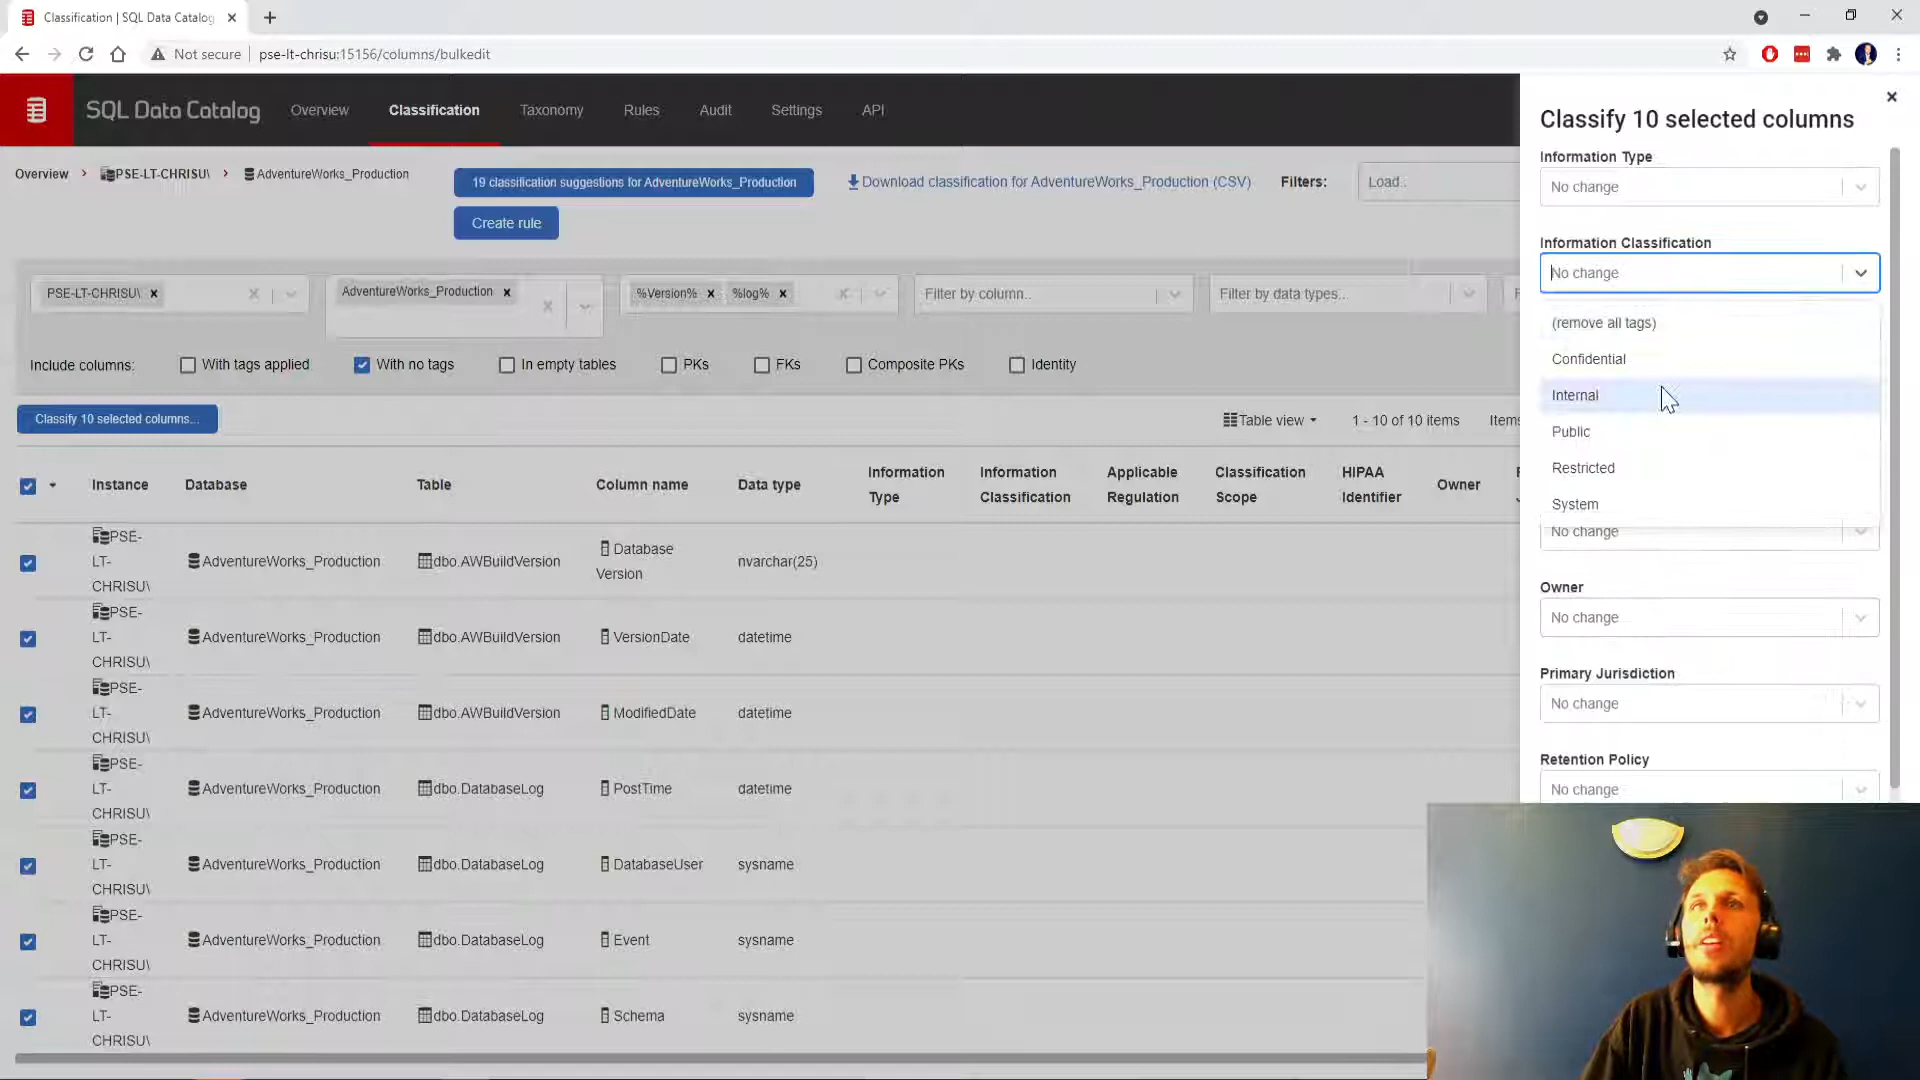 Classification | SQL Data Catalog
Not secure
pse-lt-chrisu:15156/columns/bulkedit
SQL Data Catalog
Overview
Classification
Taxonomy
Rules
Audit
Settings
API
Overview
PSE-LT-CHRISU\
AdventureWorks_Production
19 classification suggestions for AdventureWorks_Production
Download classification for AdventureWorks_Production (CSV)
Filters:
Load..
Create rule
PSE-LT-CHRISU\
AdventureWorks_Production
%Version%
%log%
Filter by column..
Filter by data types..
Include columns:
With tags applied
With no tags
In empty tables
PKs
FKs
Composite PKs
Identity
Classify 10 selected columns...
Table view
1 - 10 of 10 items
Items
Instance
Database
Table
Column name
Data type
Information Type
Information Classification
Applicable Regulation
Classification Scope
HIPAA Identifier
Owner
PSE-LT-CHRISU\
AdventureWorks_Production
dbo.AWBuildVersion
Database Version
nvarchar(25)
PSE-LT-CHRISU\
AdventureWorks_Production
dbo.AWBuildVersion
VersionDate
datetime
PSE-LT-CHRISU\
AdventureWorks_Production
dbo.AWBuildVersion
ModifiedDate
datetime
PSE-LT-CHRISU\
AdventureWorks_Production
dbo.DatabaseLog
PostTime
datetime
PSE-LT-CHRISU\
AdventureWorks_Production
dbo.DatabaseLog
DatabaseUser
sysname
PSE-LT-CHRISU\
AdventureWorks_Production
dbo.DatabaseLog
Event
sysname
PSE-LT-CHRISU\
AdventureWorks_Production
dbo.DatabaseLog
Schema
sysname
Classify 10 selected columns
Information Type
No change
Information Classification
No change
(remove all tags)
Confidential
Internal
Public
Restricted
System
No change
Owner
No change
Primary Jurisdiction
No change
Retention Policy
No change